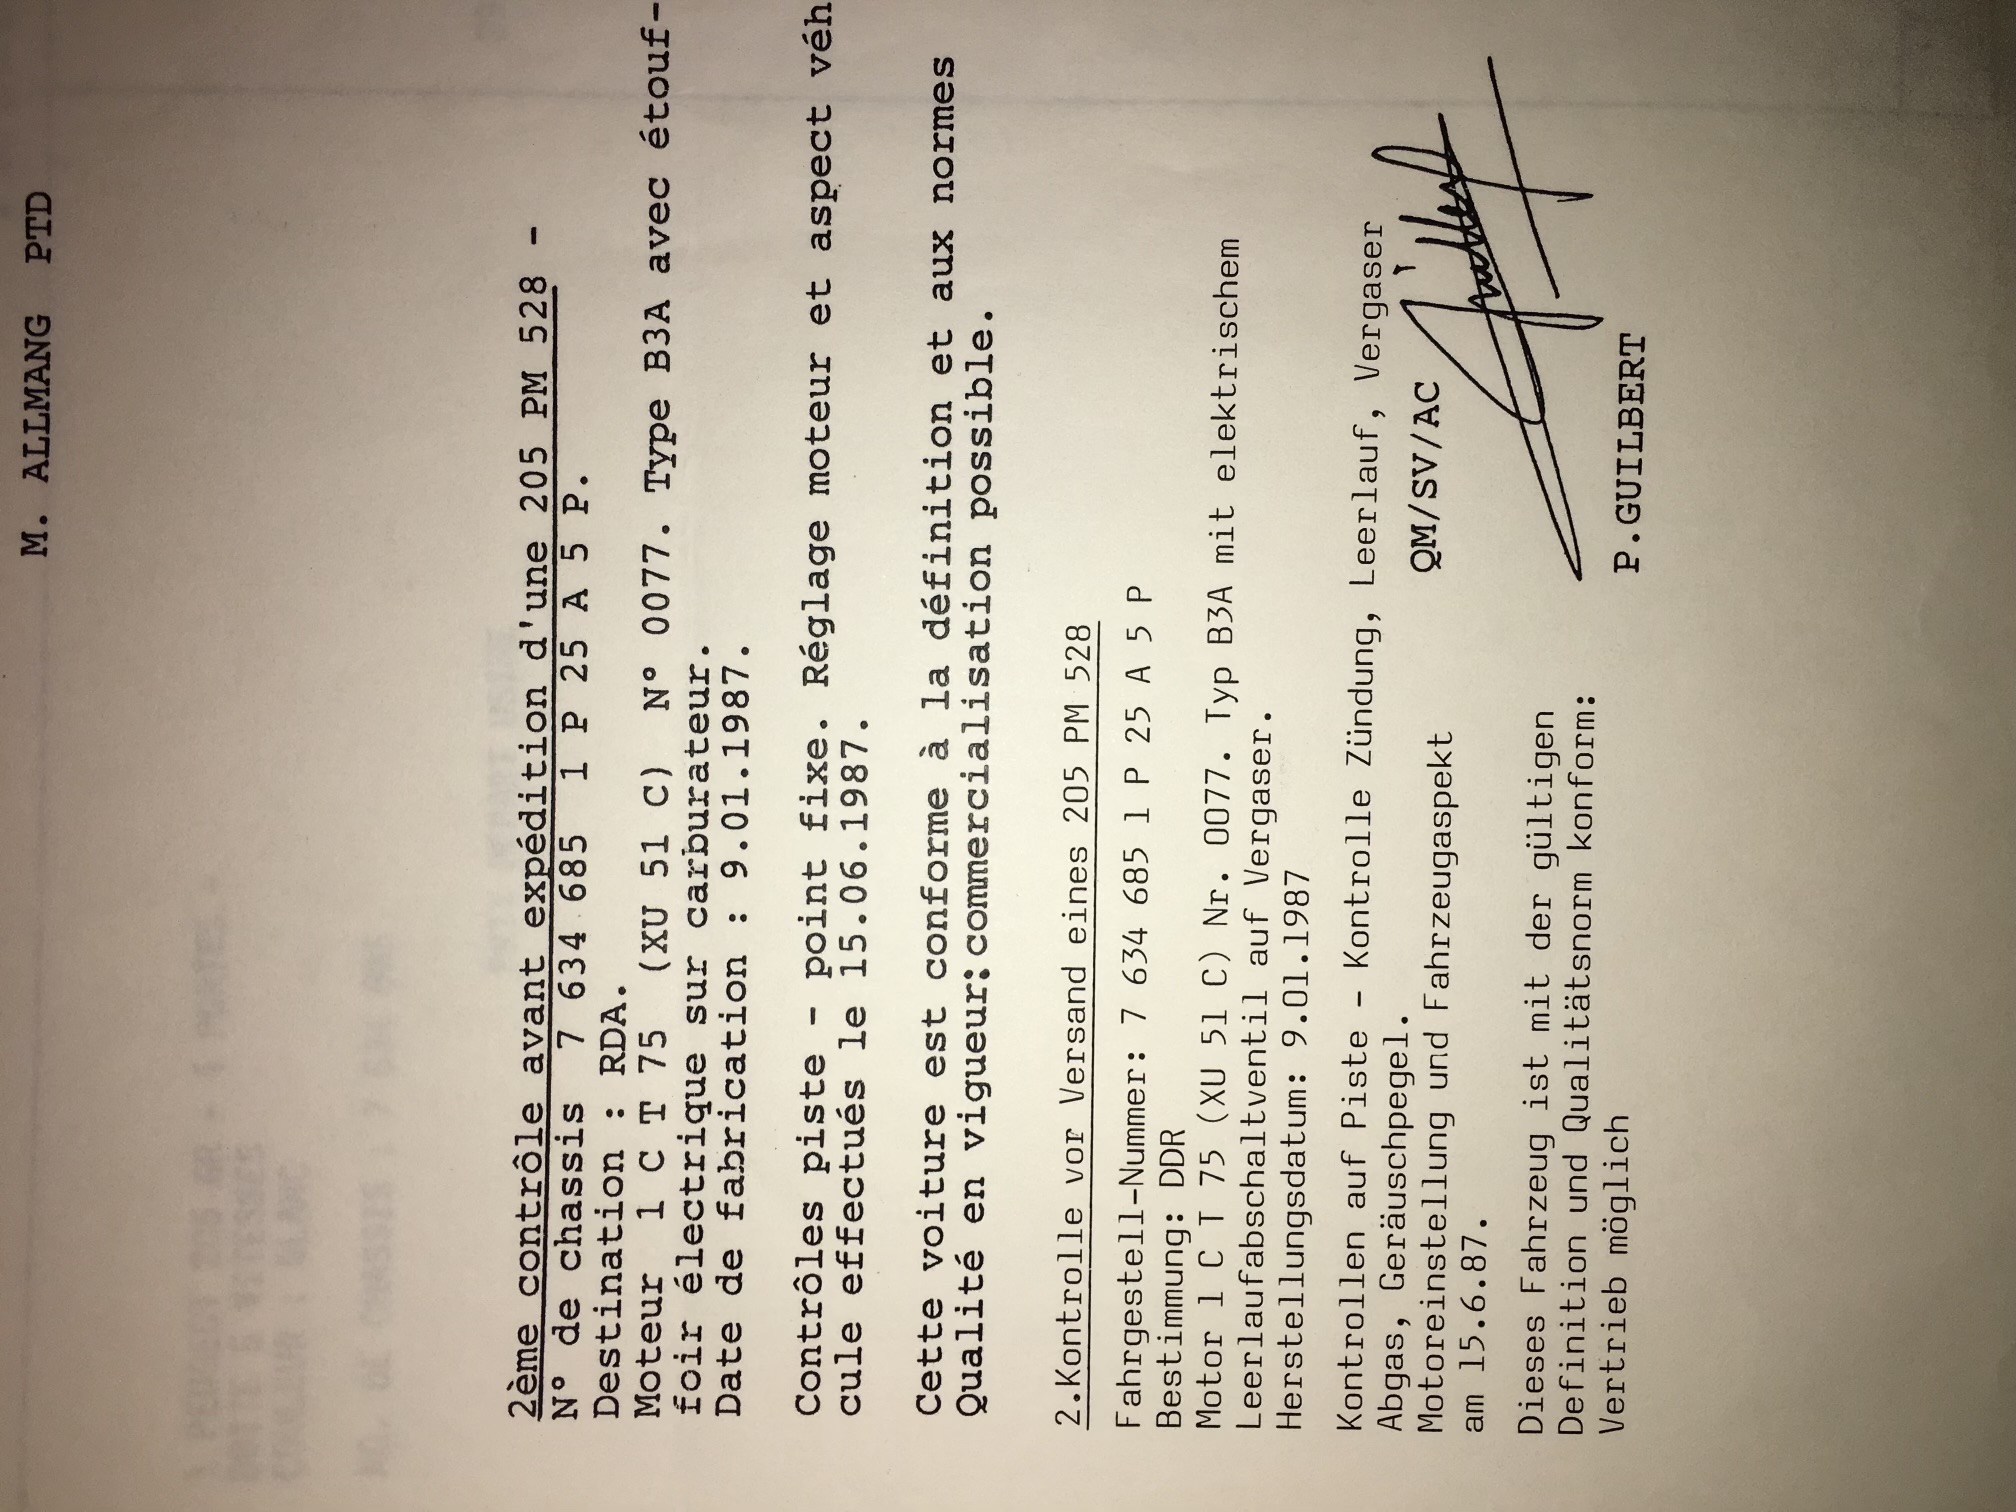 M. ALLMANG PTD
2ème contrôle avant expédition d'une 205 PM 528 -
N° de chassis 7 634 685 1 P 25 A 5 P.
Destination : RDA.
Moteur 1 C T 75 (XU 51 C) N° 0077. Type B3A avec étouf-
foir électrique sur carburateur.
Date de fabrication : 9.01.1987.
Contrôles piste - point fixe. Réglage moteur et aspect véh
cule effectués le 15.06.1987.
Cette voiture est conforme à la définition et aux normes
Qualité en vigueur: commercialisation possible.
2.Kontrolle vor Versand eines 205 PM 528
Fahrgestell-Nummer: 7 634 685 1 P 25 A 5 P
Bestimmung: DDR
Motor 1 C T 75 (XU 51 C) Nr. 0077. Typ B3A mit elektrischem
Leerlaufabschaltventil auf Vergaser.
Herstellungsdatum: 9.01.1987
Kontrollen auf Piste - Kontrolle Zündung, Leerlauf, Vergaser
Abgas, Geräuschpegel.
Motoreinstellung und Fahrzeugaspekt
am 15.6.87.
QM/SV/AC
Dieses Fahrzeug ist mit der gültigen
Definition und Qualitätsnorm konform:
Vertrieb möglich
P.GUILBERT